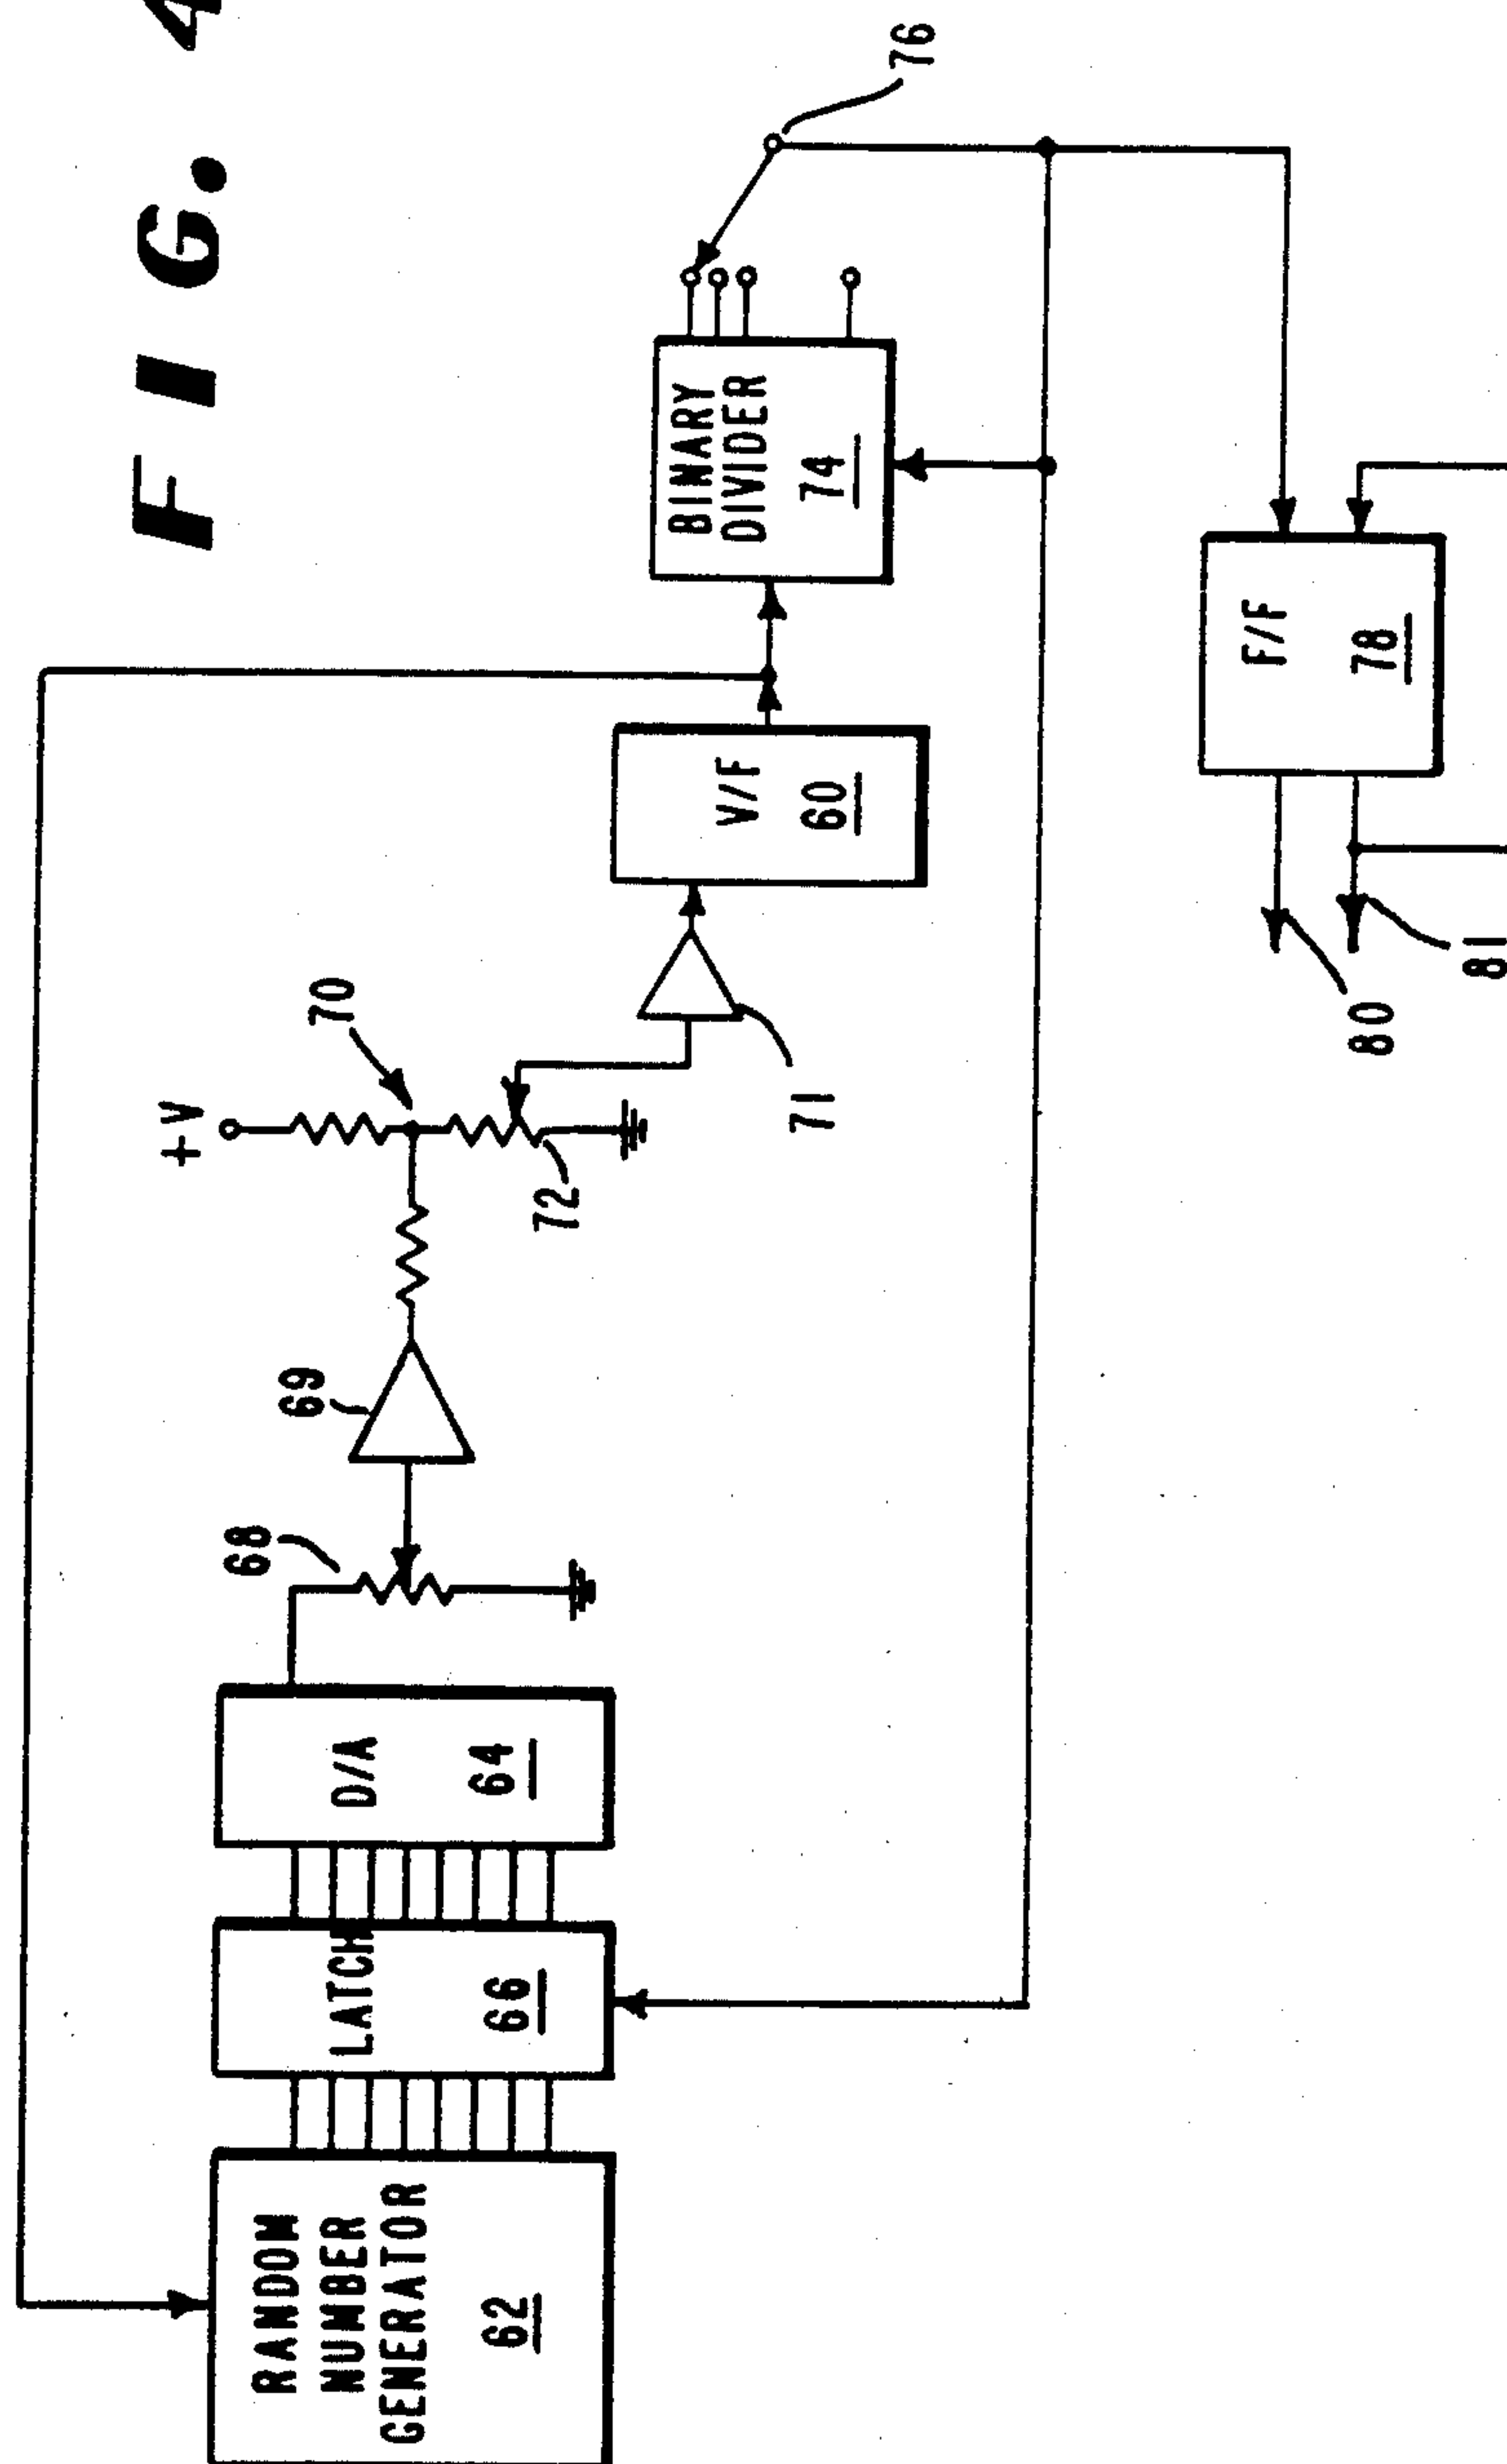 FIG. 4
RANDOM
NUMBER
GENERATOR
62
LATCH
66
D/A
64
68
69
+V
70
72
71
V/F
60
BINARY
DIVIDER
74
76
F/F
78
80
81